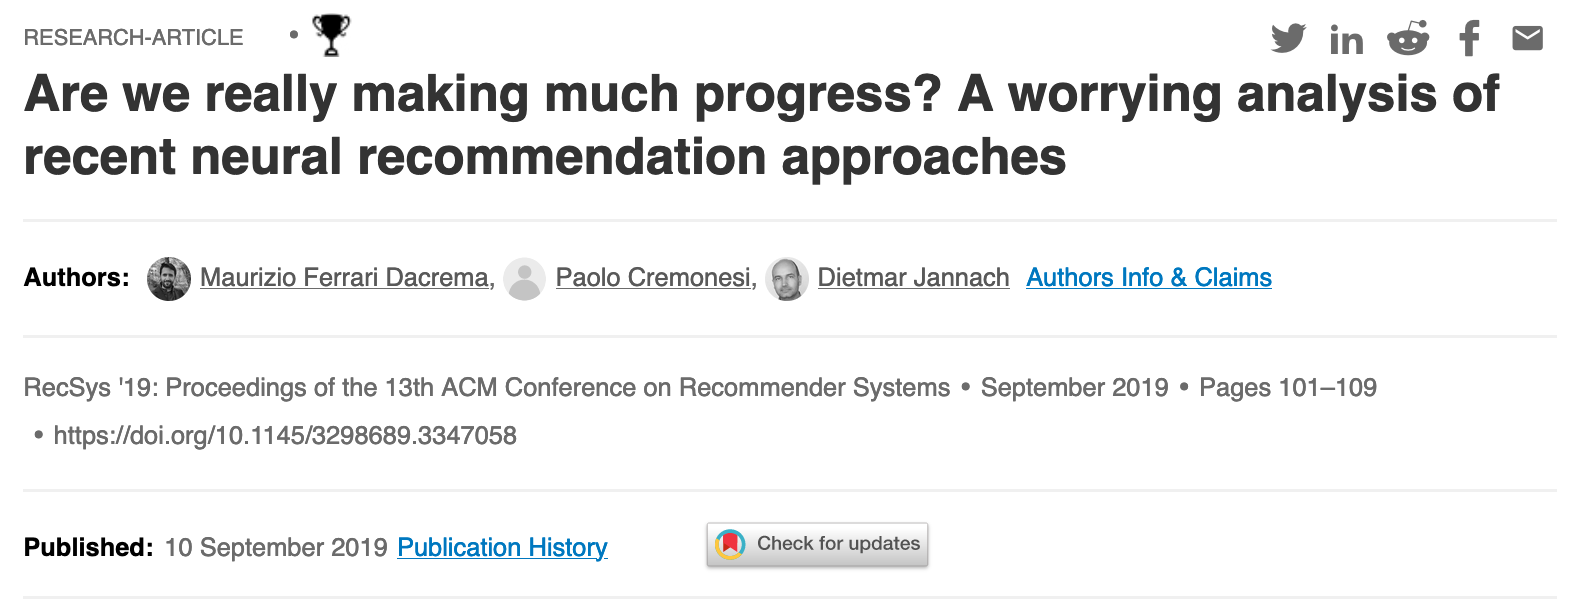 RESEARCH-ARTICLE •
Are we really making much progress? A worrying analysis of
recent neural recommendation approaches
Authors: Maurizio Ferrari Dacrema, Paolo Cremonesi, Dietmar Jannach Authors Info & Claims
RecSys '19: Proceedings of the 13th ACM Conference on Recommender Systems • September 2019 • Pages 101–109
• https://doi.org/10.1145/3298689.3347058
Published: 10 September 2019 Publication History Check for updates